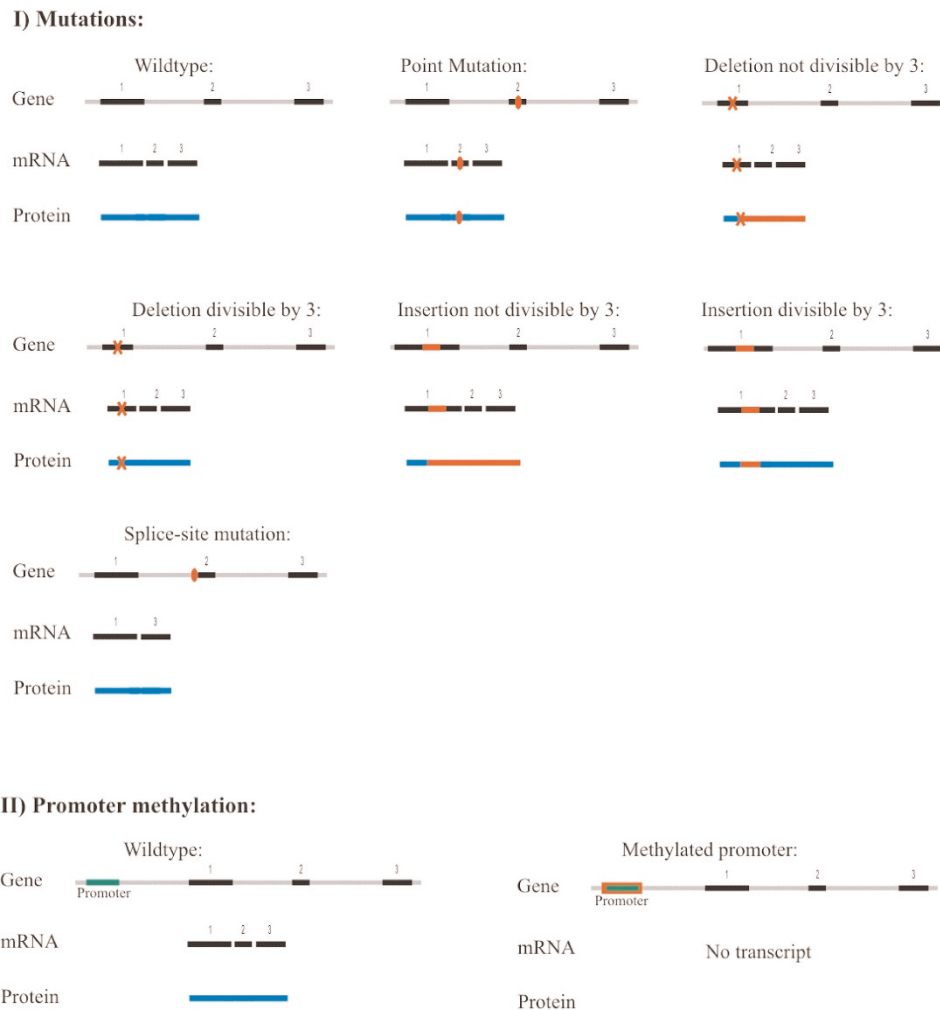 I) Mutations:
Wildtype: Point Mutation: Deletion not divisible by 3:
1 2 3 1 2 3 1 2 3
Gene
1 2 3 1 2 3 1 2 3
mRNA
Protein
Deletion divisible by 3: Insertion not divisible by 3: Insertion divisible by 3:
1 2 3 1 2 3 1 2 3
Gene
1 2 3 1 2 3 1 2 3
mRNA
Protein
Splice-site mutation:
1 2 3
Gene
1 3
mRNA
Protein
II) Promoter methylation:
Wildtype: Methylated promoter:
1 2 3 1 2 3
Gene Gene
Promoter Promoter
1 2 3
mRNA mRNA No transcript
Protein Protein